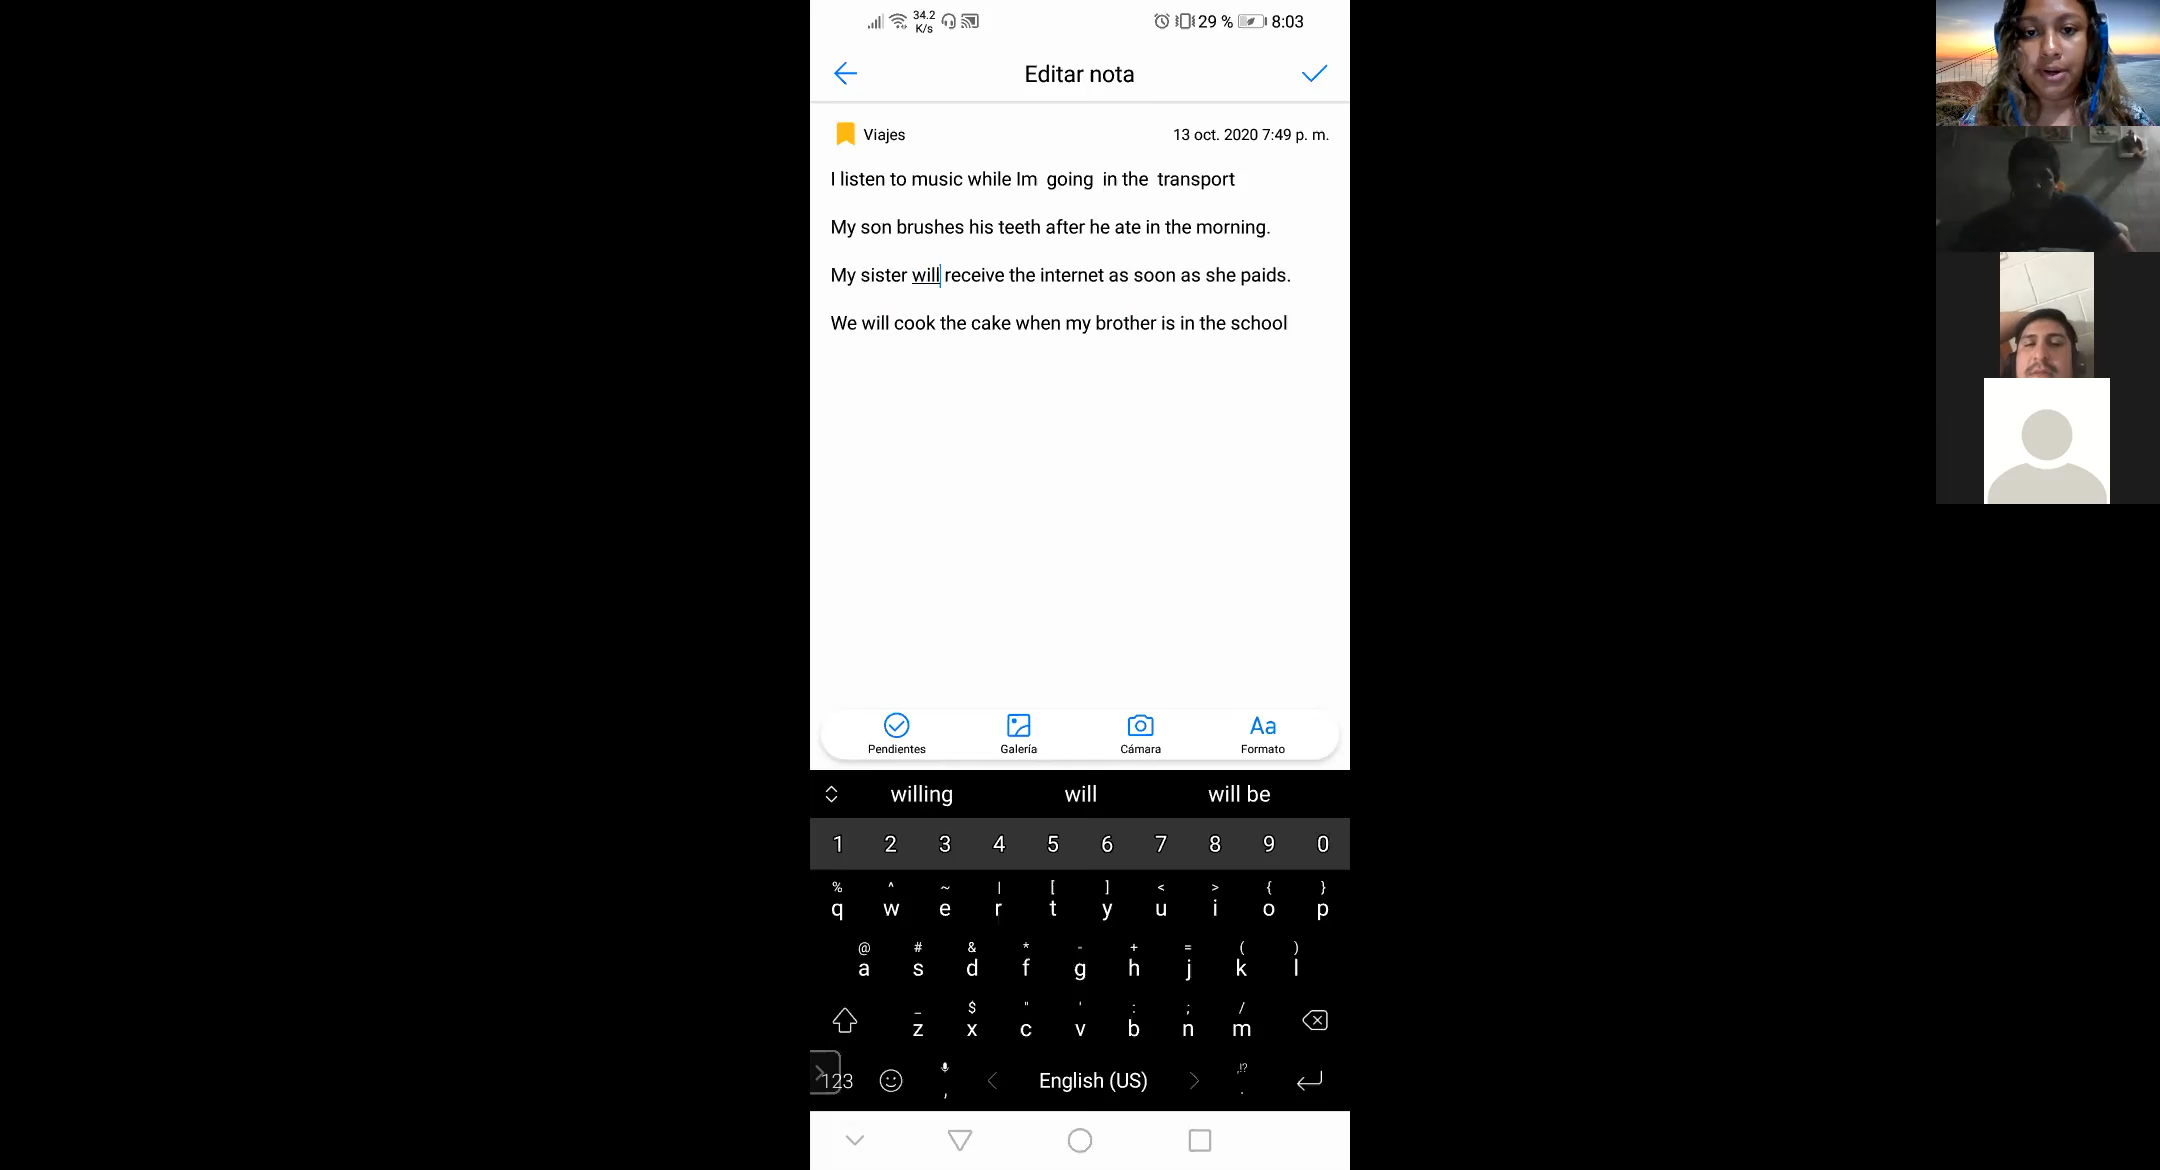 34.2 K/s 29 % 8:03
Editar nota
Viajes 13 oct. 2020 7:49 p. m.
I listen to music while Im  going  in the  transport
My son brushes his teeth after he ate in the morning.
My sister will receive the internet as soon as she paids.
We will cook the cake when my brother is in the school
Pendientes Galería Cámara Formato
Aa
willing will will be
1 2 3 4 5 6 7 8 9 0
% ^ ~ | [ ] < > { }
q w e r t y u i o p
@ # & * - + = ( )
a s d f g h j k l
_ $ " ' : ; /
z x c v b n m
123 , English (US) ,!? .